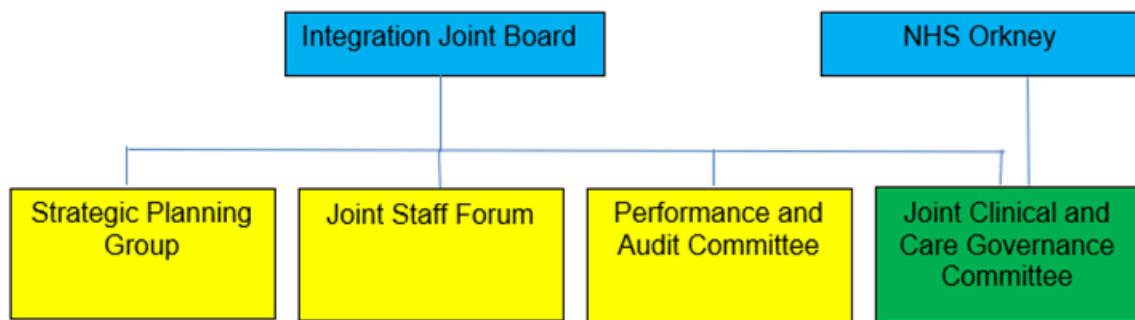 Integration Joint Board
NHS Orkney
Strategic Planning
Group
Joint Staff Forum
Performance and
Audit Committee
Joint Clinical and
Care Governance
Committee